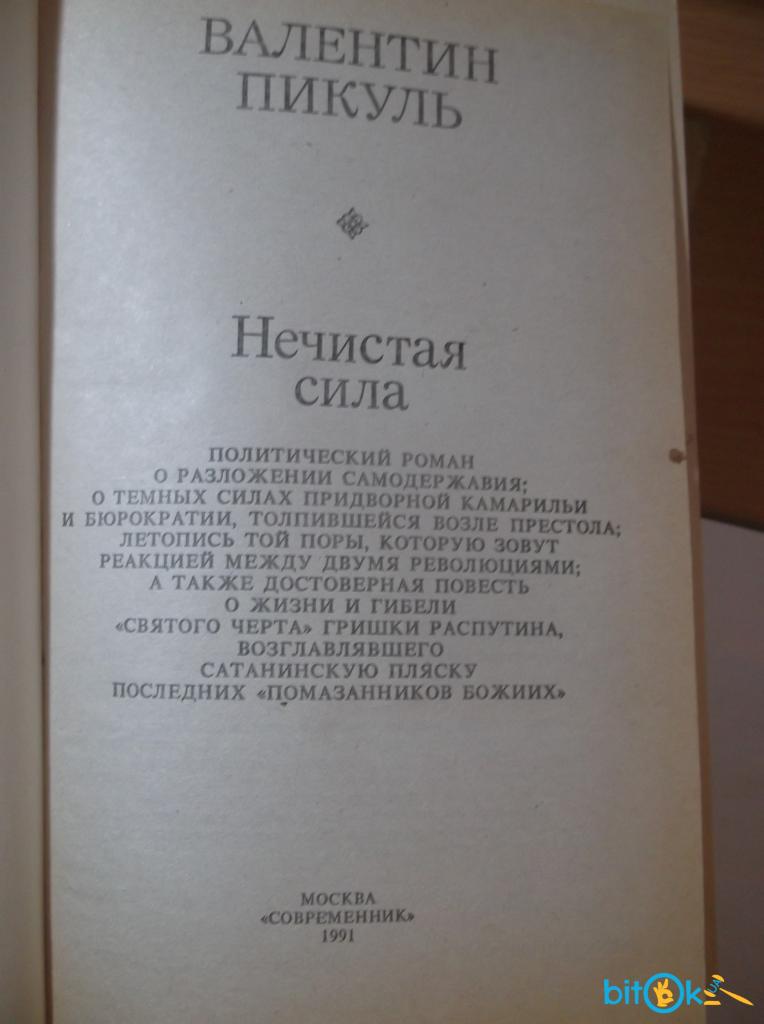 ВАЛЕНТИН
ПИКУЛЬ
Нечистая
сила
ПОЛИТИЧЕСКИЙ РОМАН
О РАЗЛОЖЕНИИ САМОДЕРЖАВИЯ;
О ТЕМНЫХ СИЛАХ ПРИДВОРНОЙ КАМАРИЛЬИ
И БЮРОКРАТИИ, ТОЛПИВШЕЙСЯ ВОЗЛЕ ПРЕСТОЛА;
ЛЕТОПИСЬ ТОЙ ПОРЫ, КОТОРУЮ ЗОВУТ
РЕАКЦИЕЙ МЕЖДУ ДВУМЯ РЕВОЛЮЦИЯМИ;
А ТАКЖЕ ДОСТОВЕРНАЯ ПОВЕСТЬ
О ЖИЗНИ И ГИБЕЛИ
«СВЯТОГО ЧЕРТА» ГРИШКИ РАСПУТИНА,
ВОЗГЛАВЛЯВШЕГО
САТАНИНСКУЮ ПЛЯСКУ
ПОСЛЕДНИХ «ПОМАЗАННИКОВ БОЖИИХ»
МОСКВА
«СОВРЕМЕННИК»
1991
bitOk UA